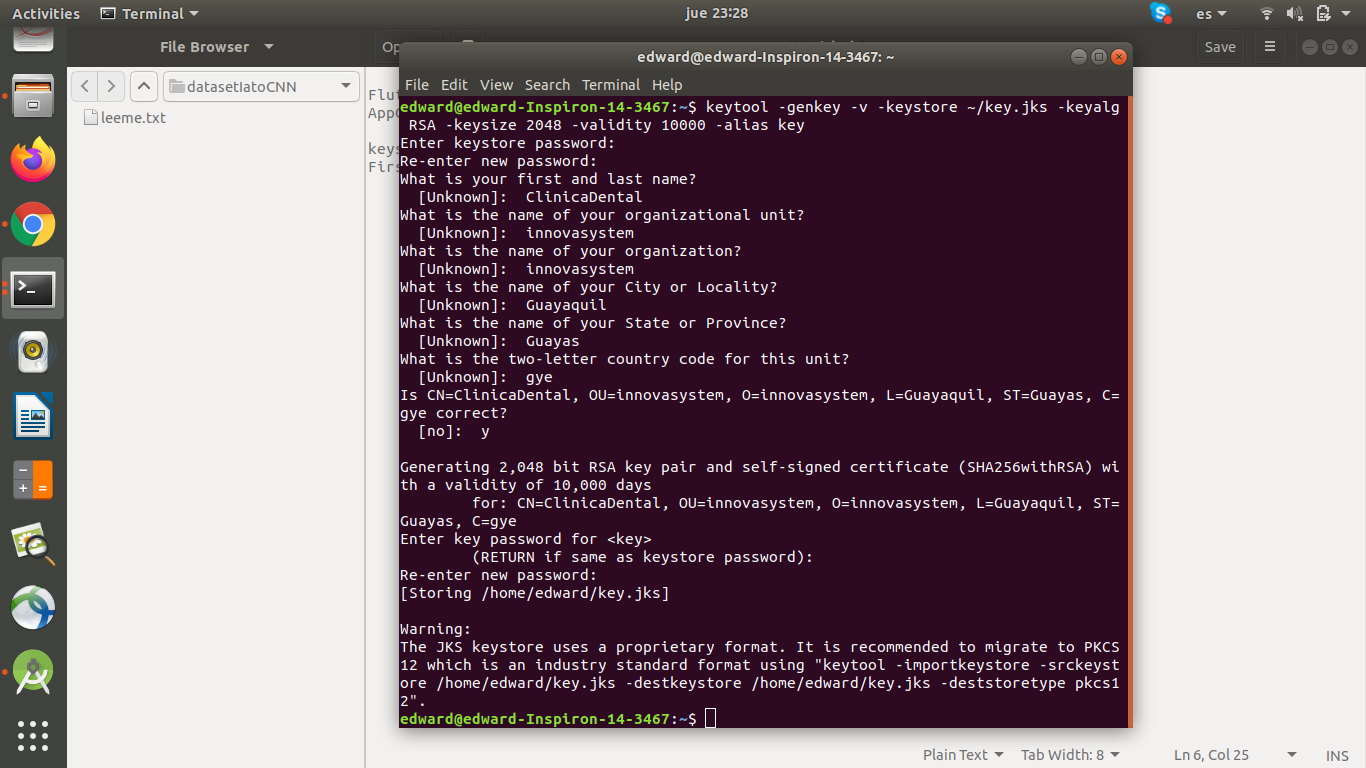 Activities
Terminal
jue 23:28
es
File Browser
Save
edward@edward-Inspiron-14-3467: ~
datasetIatoCNN
leeme.txt
File Edit View Search Terminal Help
edward@edward-Inspiron-14-3467:~$ keytool -genkey -v -keystore ~/key.jks -keyalg
RSA -keysize 2048 -validity 10000 -alias key
Enter keystore password:
Re-enter new password:
What is your first and last name?
[Unknown]:  ClinicaDental
What is the name of your organizational unit?
[Unknown]:  innovasystem
What is the name of your organization?
[Unknown]:  innovasystem
What is the name of your City or Locality?
[Unknown]:  Guayaquil
What is the name of your State or Province?
[Unknown]:  Guayas
What is the two-letter country code for this unit?
[Unknown]:  gye
Is CN=ClinicaDental, OU=innovasystem, O=innovasystem, L=Guayaquil, ST=Guayas, C=
gye correct?
[no]:  y
Generating 2,048 bit RSA key pair and self-signed certificate (SHA256withRSA) wi
th a validity of 10,000 days
for: CN=ClinicaDental, OU=innovasystem, O=innovasystem, L=Guayaquil, ST=
Guayas, C=gye
Enter key password for <key>
(RETURN if same as keystore password):
Re-enter new password:
[Storing /home/edward/key.jks]
Warning:
The JKS keystore uses a proprietary format. It is recommended to migrate to PKCS
12 which is an industry standard format using "keytool -importkeystore -srckeyst
ore /home/edward/key.jks -destkeystore /home/edward/key.jks -deststoretype pkcs1
2".
edward@edward-Inspiron-14-3467:~$
Plain Text
Tab Width: 8
Ln 6, Col 25
INS